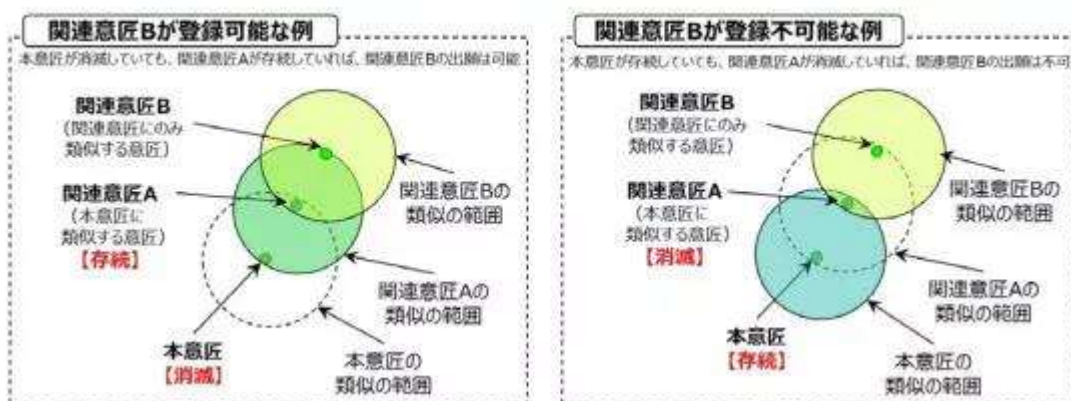 関連意匠Bが登録可能な例
本意匠が消滅していても、関連意匠Aが存続していれば、関連意匠Bの出願は可能
関連意匠B
(関連意匠にのみ
類似する意匠)
関連意匠A
(本意匠に
類似する意匠)
【存続】
本意匠
【消滅】
関連意匠Bの
類似の範囲
関連意匠Aの
類似の範囲
本意匠の
類似の範囲
関連意匠Bが登録不可能な例
本意匠が存続していても、関連意匠Aが消滅していれば、関連意匠Bの出願は不可
関連意匠B
(関連意匠にのみ
類似する意匠)
関連意匠A
(本意匠に
類似する意匠)
【消滅】
本意匠
【存続】
関連意匠Bの
類似の範囲
関連意匠Aの
類似の範囲
本意匠の
類似の範囲